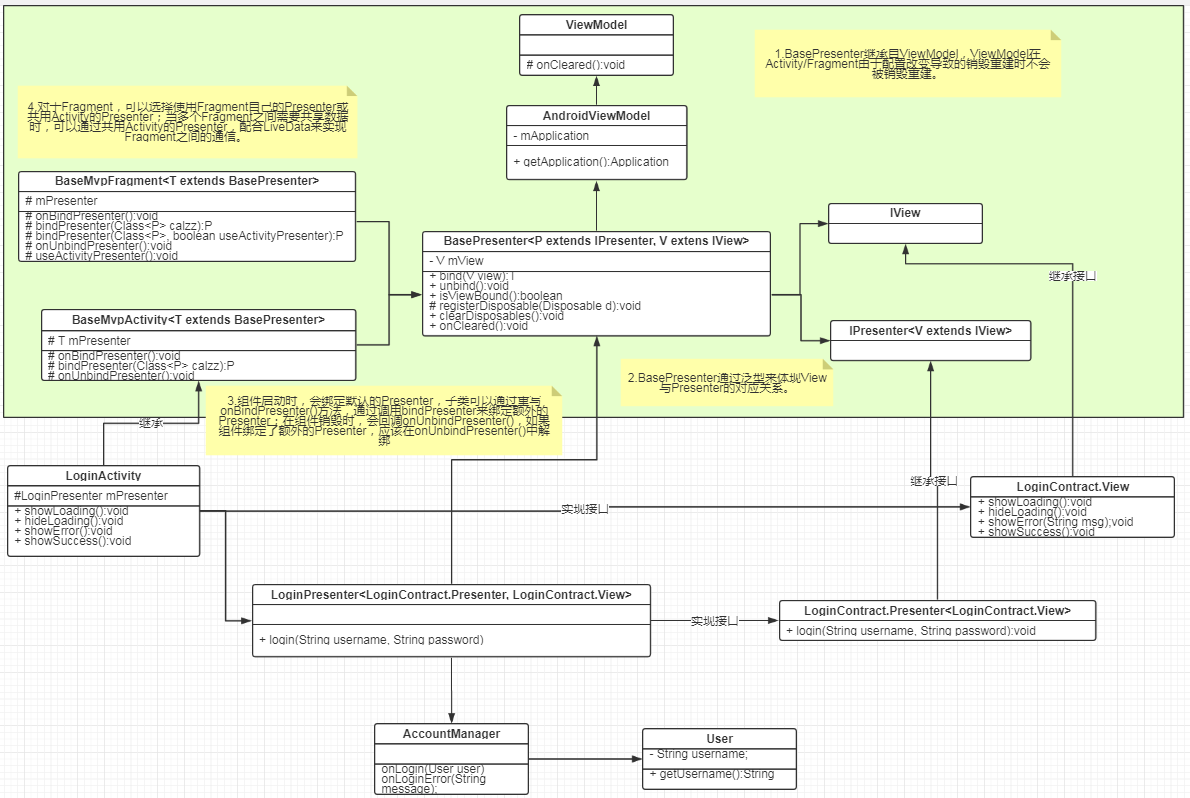 ViewModel
# onCleared():void
1.BasePresenter继承自ViewModel，ViewModel在
Activity/Fragment由于配置改变导致的销毁重建时不会
被销毁重建。
4.对于Fragment，可以选择使用Fragment自己的Presenter或
共用Activity的Presenter；当多个Fragment之间需要共享数据
时，可以通过共用Activity的Presenter，配合LiveData来实现
Fragment之间的通信。
AndroidViewModel
- mApplication
+ getApplication():Application
BaseMvpFragment<T extends BasePresenter>
# mPresenter
# onBindPresenter():void
# bindPresenter(Class<P> calzz):P
# bindPresenter(Class<P>, boolean useActivityPresenter):P
# onUnbindPresenter():void
# useActivityPresenter():void
IView
BasePresenter<P extends IPresenter, V extens IView>
- V mView
+ bind(V view):T
+ unbind():void
+ isViewBound():boolean
# registerDisposable(Disposable d):void
+ clearDisposables():void
+ onCleared():void
继承接口
BaseMvpActivity<T extends BasePresenter>
# T mPresenter
# onBindPresenter():void
# bindPresenter(Class<P> calzz):P
# onUnbindPresenter():void
IPresenter<V extends IView>
2.BasePresenter通过泛型来体现View
与Presenter的对应关系。
3.组件启动时，会绑定默认的Presenter，子类可以通过重写
onBindPresenter()方法，通过调用bindPresenter来绑定额外的
Presenter；在组件销毁时，会回调onUnbindPresenter()，如果
组件绑定了额外的Presenter，应该在onUnbindPresenter()中解
绑
继承
LoginActivity
#LoginPresenter mPresenter
+ showLoading():void
+ hideLoading():void
+ showError():void
+ showSuccess():void
实现接口
继承接口
LoginContract.View
+ showLoading():void
+ hideLoading():void
+ showError(String msg);void
+ showSuccess():void
LoginPresenter<LoginContract.Presenter, LoginContract.View>
+ login(String username, String password)
实现接口
LoginContract.Presenter<LoginContract.View>
+ login(String username, String password):void
AccountManager
onLogin(User user)
onLoginError(String
message);
User
- String username;
+ getUsername():String